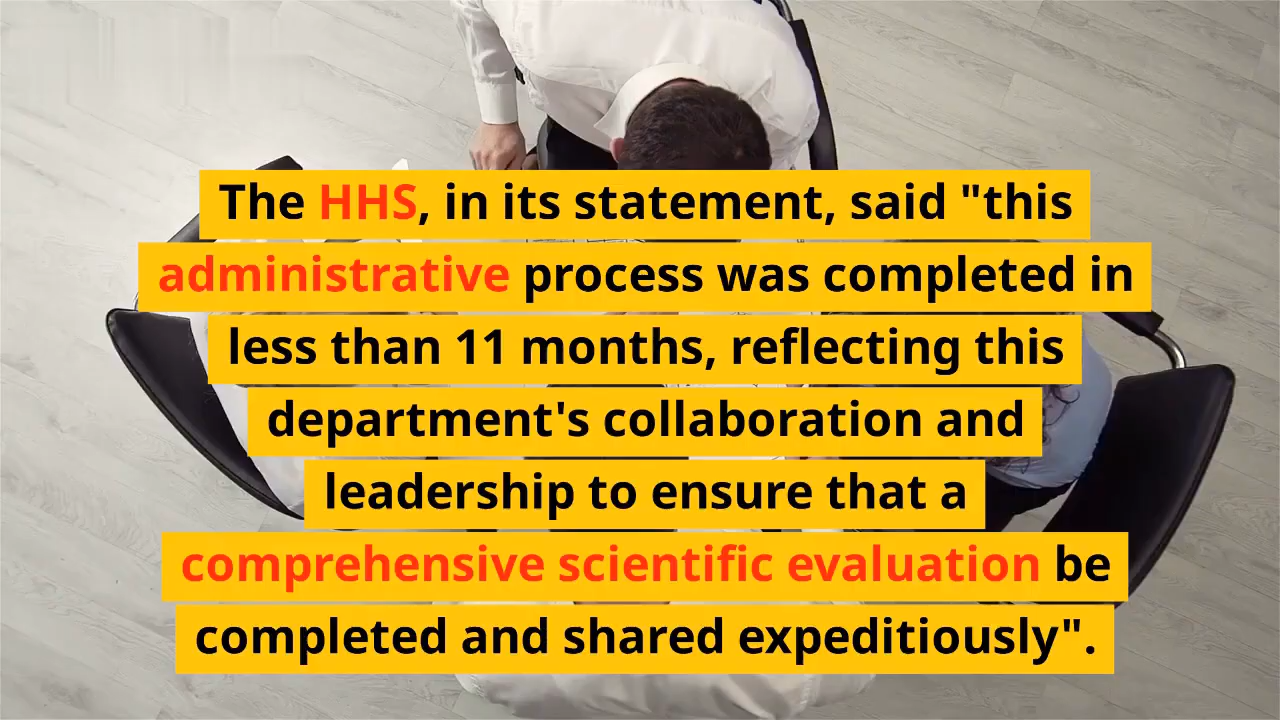 The HHS, in its statement, said "this
administrative process was completed in
less than 11 months, reflecting this
department's collaboration and
leadership to ensure that a
comprehensive scientific evaluation be
completed and shared expeditiously".